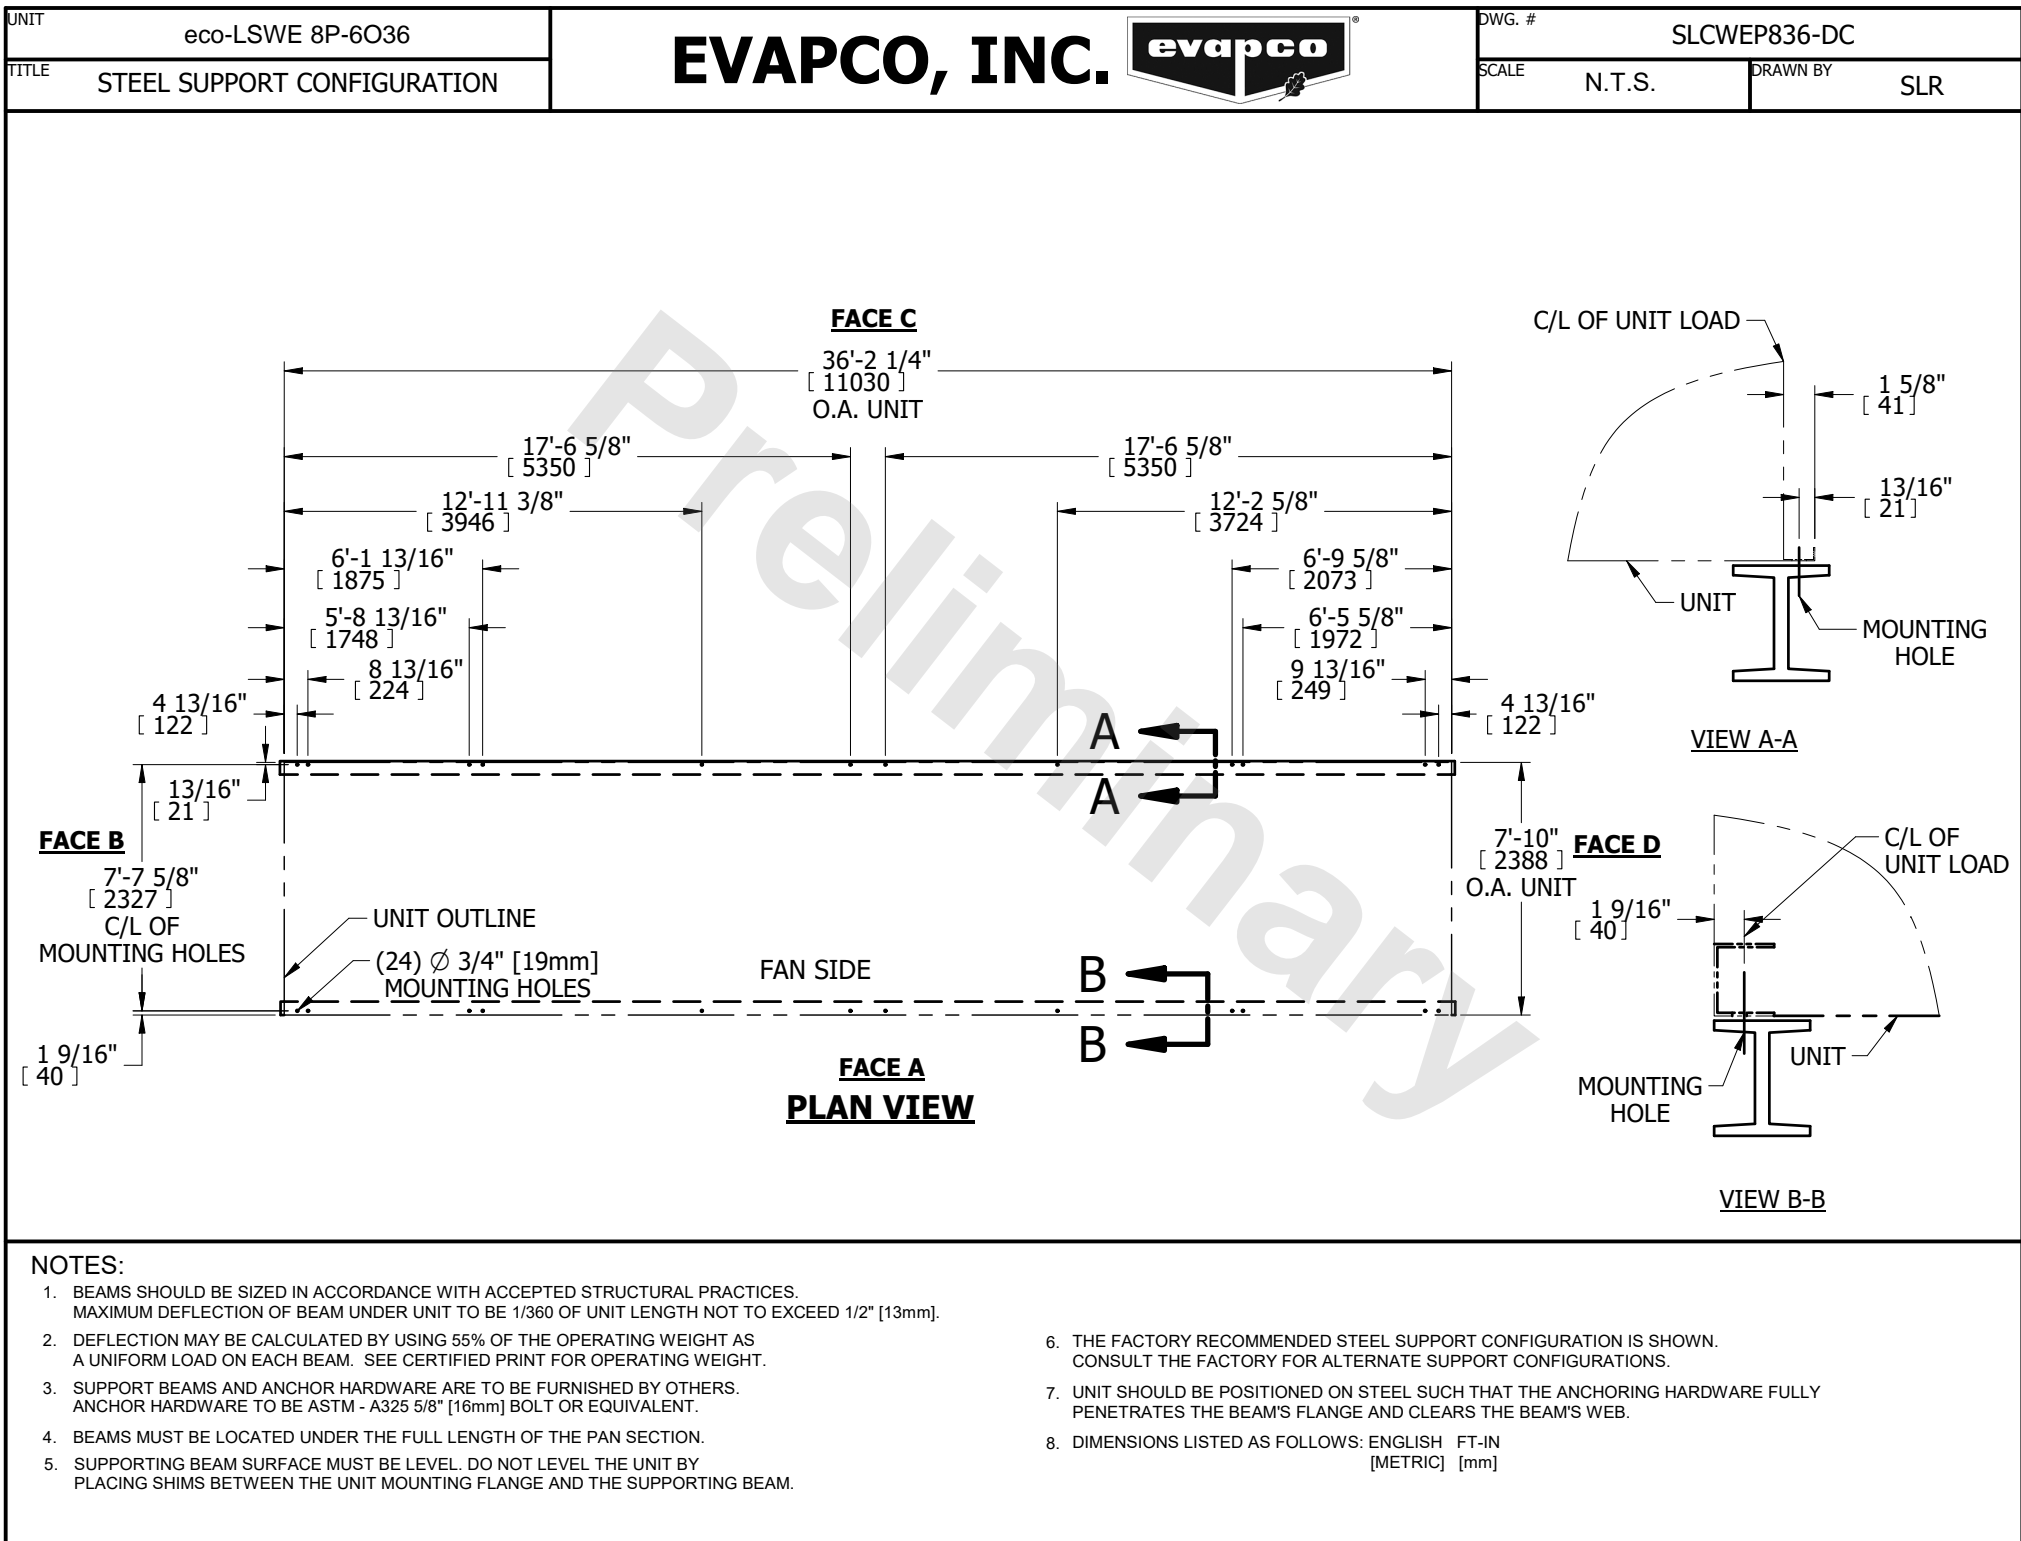 UNIT
eco-LSWE 8P-6O36
TITLE
STEEL SUPPORT CONFIGURATION
EVAPCO, INC.
evapco
®
DWG. #
SLCWEP836-DC
SCALE
N.T.S.
DRAWN BY
SLR
FACE C
36'-2 1/4"
[ 11030 ]
O.A. UNIT
17'-6 5/8"
[ 5350 ]
17'-6 5/8"
[ 5350 ]
12'-11 3/8"
[ 3946 ]
12'-2 5/8"
[ 3724 ]
6'-1 13/16"
[ 1875 ]
6'-9 5/8"
[ 2073 ]
5'-8 13/16"
[ 1748 ]
6'-5 5/8"
[ 1972 ]
8 13/16"
[ 224 ]
9 13/16"
[ 249 ]
4 13/16"
[ 122 ]
4 13/16"
[ 122 ]
A
A
13/16"
[ 21 ]
FACE B
7'-7 5/8"
[ 2327 ]
C/L OF
MOUNTING HOLES
7'-10"
[ 2388 ]
O.A. UNIT
FACE D
UNIT OUTLINE
(24) Ø 3/4" [19mm]
MOUNTING HOLES
FAN SIDE
B
B
1 9/16"
[ 40 ]
FACE A
PLAN VIEW
Preliminary
C/L OF UNIT LOAD
1 5/8"
[ 41 ]
13/16"
[ 21 ]
UNIT
MOUNTING
HOLE
VIEW A-A
C/L OF
UNIT LOAD
1 9/16"
[ 40 ]
UNIT
MOUNTING
HOLE
VIEW B-B
NOTES:
1. BEAMS SHOULD BE SIZED IN ACCORDANCE WITH ACCEPTED STRUCTURAL PRACTICES.
MAXIMUM DEFLECTION OF BEAM UNDER UNIT TO BE 1/360 OF UNIT LENGTH NOT TO EXCEED 1/2" [13mm].
2. DEFLECTION MAY BE CALCULATED BY USING 55% OF THE OPERATING WEIGHT AS
A UNIFORM LOAD ON EACH BEAM. SEE CERTIFIED PRINT FOR OPERATING WEIGHT.
3. SUPPORT BEAMS AND ANCHOR HARDWARE ARE TO BE FURNISHED BY OTHERS.
ANCHOR HARDWARE TO BE ASTM - A325 5/8" [16mm] BOLT OR EQUIVALENT.
4. BEAMS MUST BE LOCATED UNDER THE FULL LENGTH OF THE PAN SECTION.
5. SUPPORTING BEAM SURFACE MUST BE LEVEL. DO NOT LEVEL THE UNIT BY
PLACING SHIMS BETWEEN THE UNIT MOUNTING FLANGE AND THE SUPPORTING BEAM.
6. THE FACTORY RECOMMENDED STEEL SUPPORT CONFIGURATION IS SHOWN.
CONSULT THE FACTORY FOR ALTERNATE SUPPORT CONFIGURATIONS.
7. UNIT SHOULD BE POSITIONED ON STEEL SUCH THAT THE ANCHORING HARDWARE FULLY
PENETRATES THE BEAM'S FLANGE AND CLEARS THE BEAM'S WEB.
8. DIMENSIONS LISTED AS FOLLOWS: ENGLISH FT-IN
[METRIC] [mm]